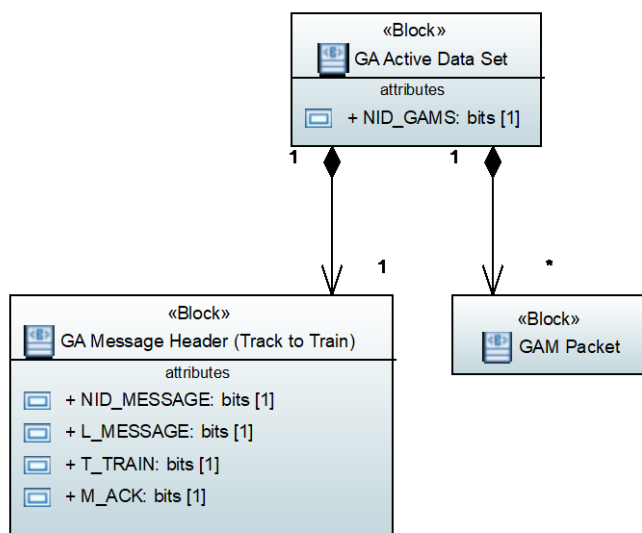 «Block»
GA Active Data Set
attributes
+ NID_GAMS: bits [1]
1
1
1
*
«Block»
GA Message Header (Track to Train)
attributes
+ NID_MESSAGE: bits [1]
+ L_MESSAGE: bits [1]
+ T_TRAIN: bits [1]
+ M_ACK: bits [1]
«Block»
GAM Packet